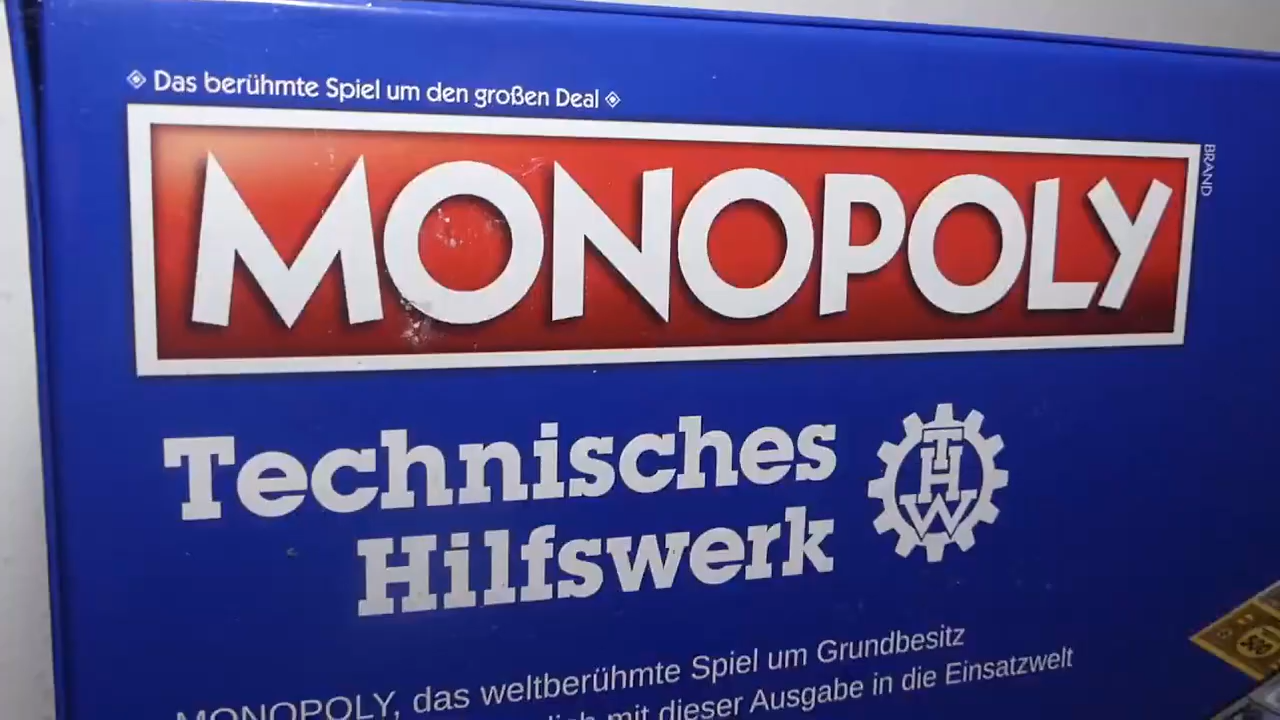 Das berühmte Spiel um den großen Deal
MONOPOLY
BRAND
Technisches
Hilfswerk
THW
MONOPOLY, das weltberühmte Spiel um Grundbesitz
mit dieser Ausgabe in die Einsatzwelt
500